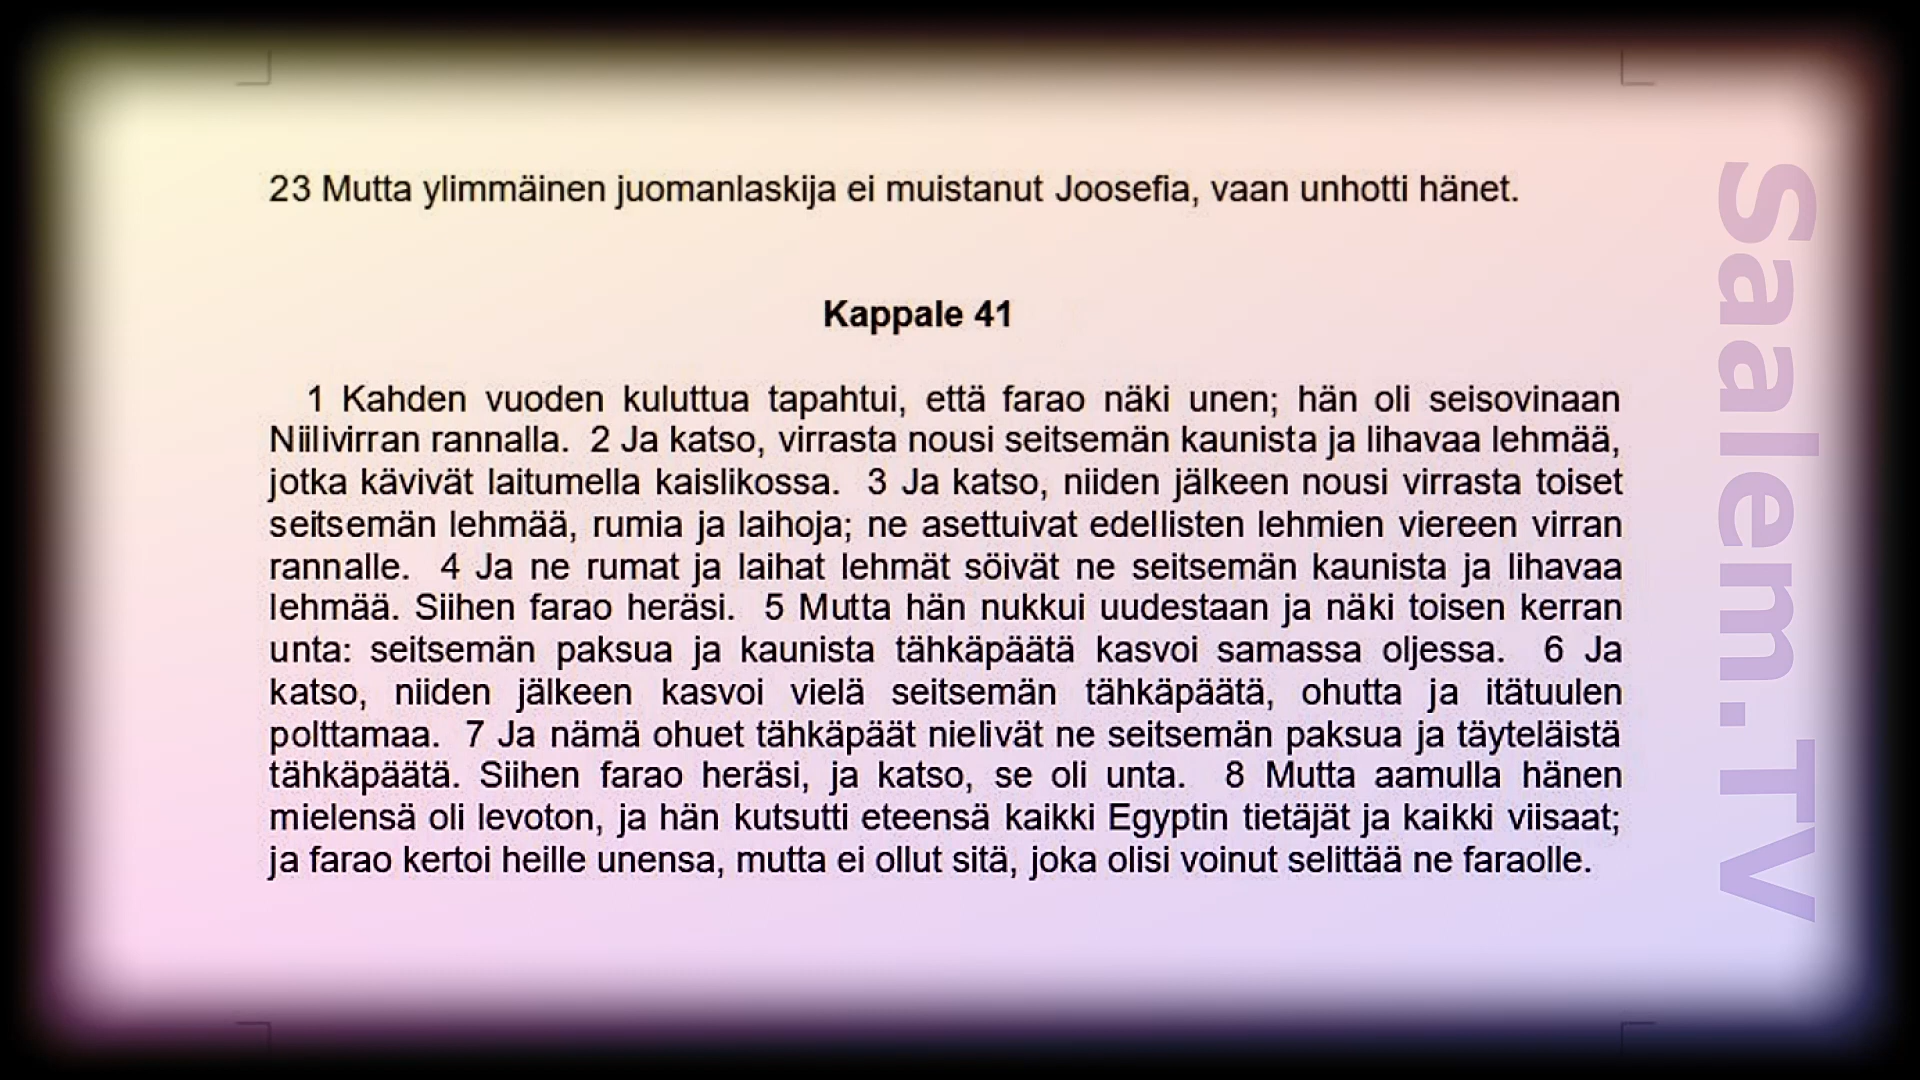 23 Mutta ylimmäinen juomanlaskija ei muistanut Joosefia, vaan unhotti hänet.
Kappale 41
1 Kahden vuoden kuluttua tapahtui, että farao näki unen; hän oli seisovinaan
Niilivirran rannalla. 2 Ja katso, virrasta nousi seitsemän kaunista ja lihavaa lehmää,
jotka kävivät laitumella kaislikossa. 3 Ja katso, niiden jälkeen nousi virrasta toiset
seitsemän lehmää, rumia ja laihoja; ne asettuivat edellisten lehmien viereen virran
rannalle. 4 Ja ne rumat ja laihat lehmät söivät ne seitsemän kaunista ja lihavaa
lehmää. Siihen farao heräsi. 5 Mutta hän nukkui uudestaan ja näki toisen kerran
unta: seitsemän paksua ja kaunista tähkäpäätä kasvoi samassa oljessa. 6 Ja
katso, niiden jälkeen kasvoi vielä seitsemän tähkäpäätä, ohutta ja itätuulen
polttamaa. 7 Ja nämä ohuet tähkäpäät nielivät ne seitsemän paksua ja täyteläistä
tähkäpäätä. Siihen farao heräsi, ja katso, se oli unta. 8 Mutta aamulla hänen
mielensä oli levoton, ja hän kutsutti eteensä kaikki Egyptin tietäjät ja kaikki viisaat;
ja farao kertoi heille unensa, mutta ei ollut sitä, joka olisi voinut selittää ne faraolle.
Saalem.TV